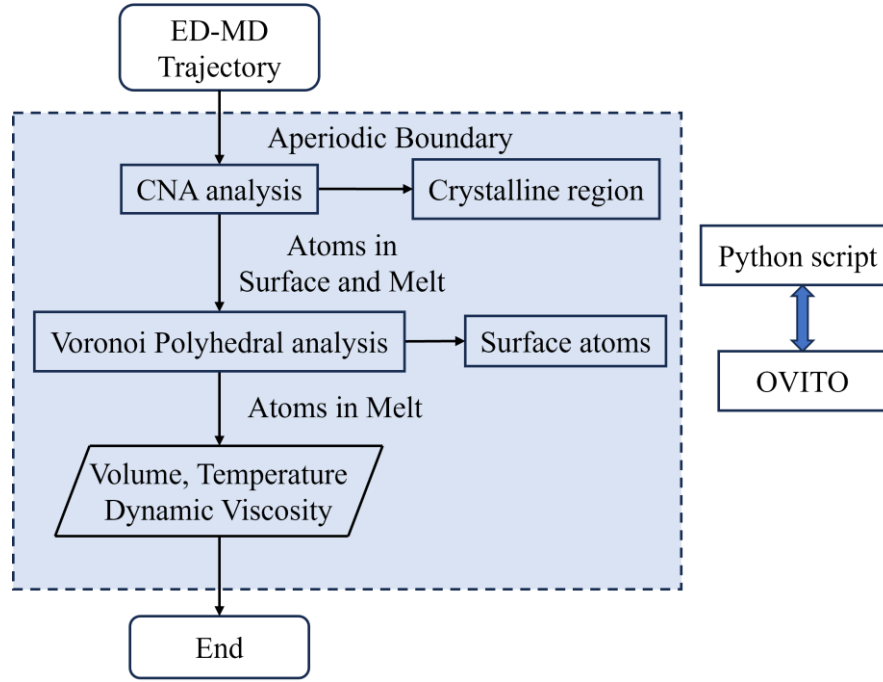 ED-MD
Trajectory
Aperiodic Boundary
CNA analysis
Crystalline region
Atoms in
Surface and Melt
Python script
Voronoi Polyhedral analysis
Surface atoms
OVITO
Atoms in Melt
Volume, Temperature
Dynamic Viscosity
End